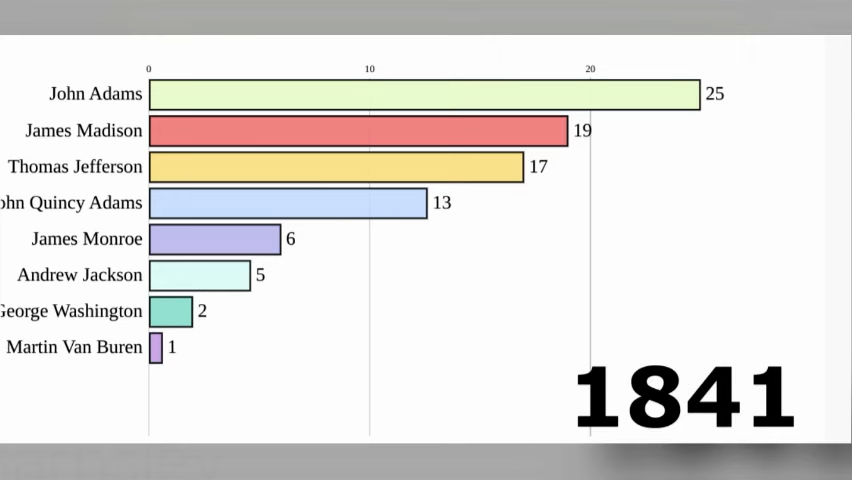 0 10 20
John Adams 25
James Madison 19
Thomas Jefferson 17
ohn Quincy Adams 13
James Monroe 6
Andrew Jackson 5
George Washington 2
Martin Van Buren 1
1841